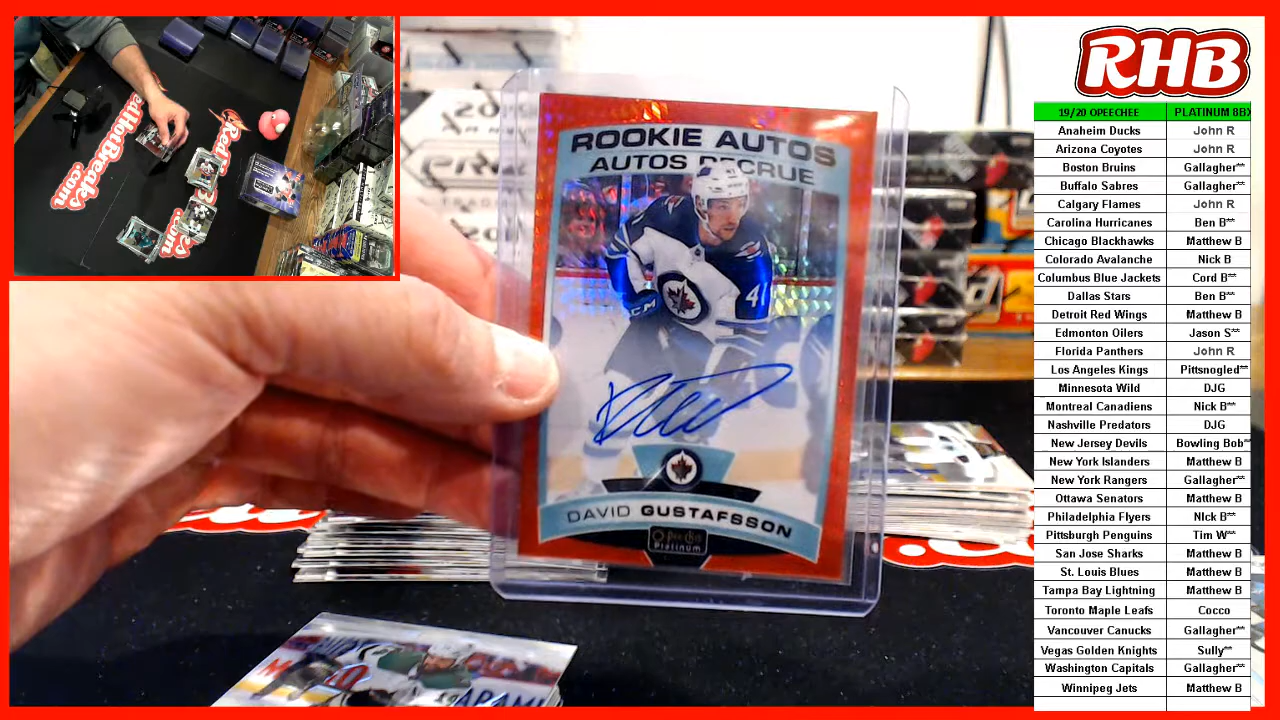 RHB
19/20 OPEECHEE PLATINUM 8BX
Anaheim Ducks John R
Arizona Coyotes John R
Boston Bruins Gallagher**
Buffalo Sabres Gallagher**
Calgary Flames John R
Carolina Hurricanes Ben B**
Chicago Blackhawks Matthew B
Colorado Avalanche Nick B
Columbus Blue Jackets Cord B**
Dallas Stars Ben B**
Detroit Red Wings Matthew B
Edmonton Oilers Jason S**
Florida Panthers John R
Los Angeles Kings Pittsnogled**
Minnesota Wild DJG
Montreal Canadiens Nick B**
Nashville Predators DJG
New Jersey Devils Bowling Bob**
New York Islanders Matthew B
New York Rangers Gallagher**
Ottawa Senators Matthew B
Philadelphia Flyers NIck B**
Pittsburgh Penguins Tim W**
San Jose Sharks Matthew B
St. Louis Blues Matthew B
Tampa Bay Lightning Matthew B
Toronto Maple Leafs Cocco
Vancouver Canucks Gallagher**
Vegas Golden Knights Sully**
Washington Capitals Gallagher**
Winnipeg Jets Matthew B
ROOKIE AUTOS
AUTOS RECRUE
41
CCM
DAVID GUSTAFSSON
O-Pee-Chee
Platinum
RedHotBreaks
.com